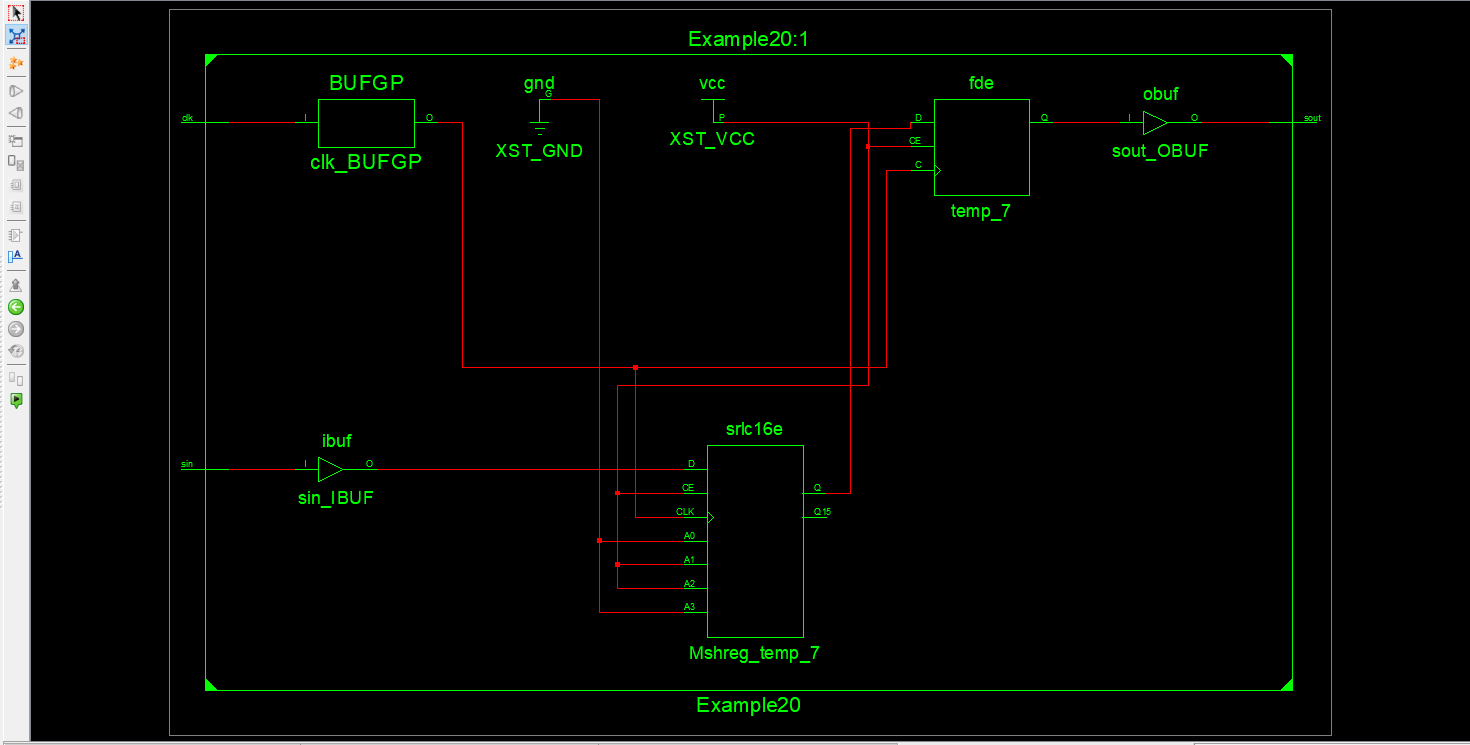 Example20:1
BUFGP
gnd
vcc
fde
obuf
G
clk
I
O
P
D
Q
I
O
sout
XST_GND
XST_VCC
CE
sout_OBUF
clk_BUFGP
C
temp_7
srlc16e
ibuf
sin
I
O
D
sin_IBUF
CE
Q
CLK
Q15
A0
A1
A2
A3
Mshreg_temp_7
Example20
A